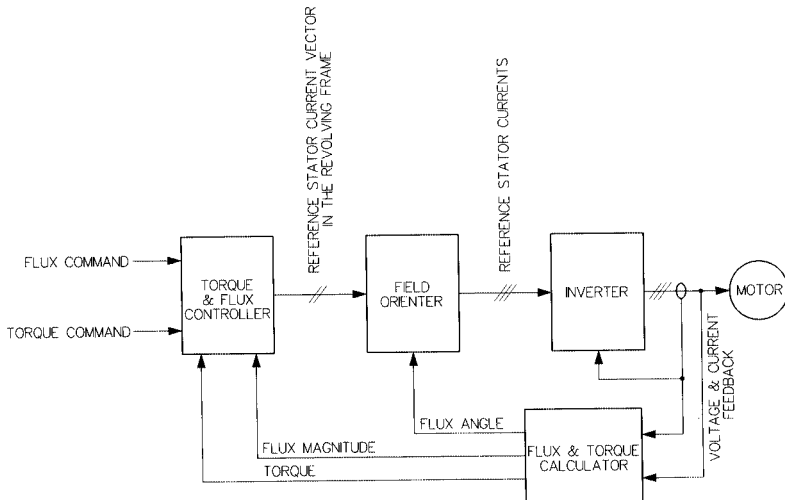 REFERENCE STATOR CURRENT VECTOR
IN THE REVOLVING FRAME
REFERENCE STATOR CURRENTS
FLUX COMMAND
TORQUE COMMAND
TORQUE
& FLUX
CONTROLLER
FIELD
ORIENTER
INVERTER
MOTOR
VOLTAGE & CURRENT
FEEDBACK
FLUX ANGLE
FLUX MAGNITUDE
TORQUE
FLUX & TORQUE
CALCULATOR